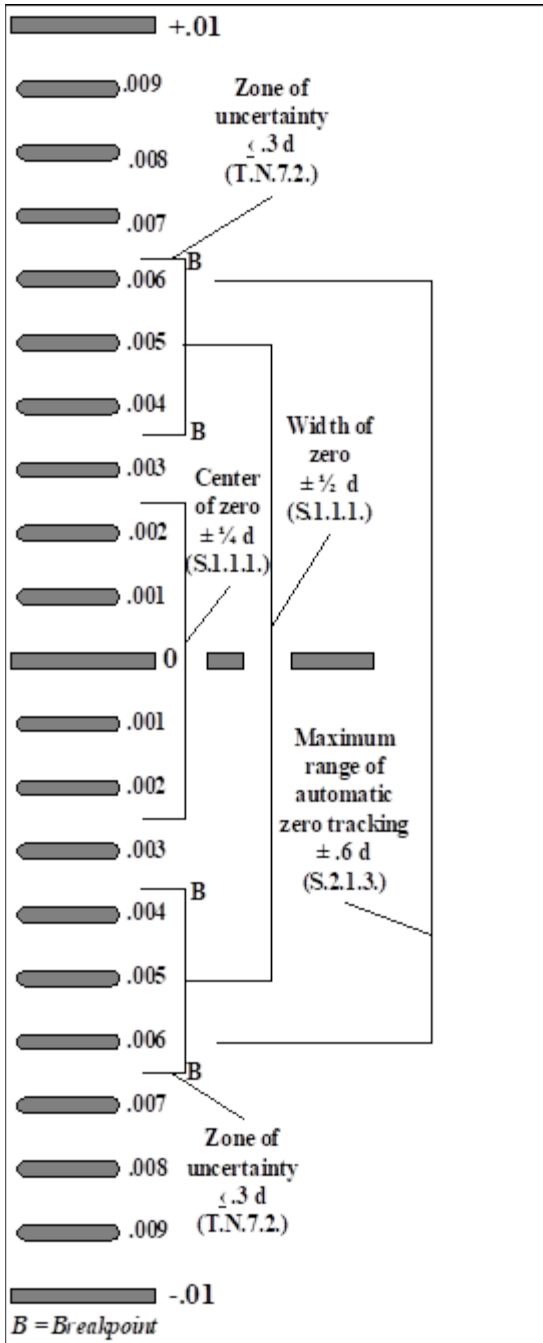 +.01
.009
Zone of
uncertainty
≤ .3 d
(T.N.7.2.)
.008
.007
B
.006
.005
.004
B
Width of
zero
± ½ d
(S.1.1.1.)
.003
Center
of zero
± ¼ d
(S.1.1.1.)
.002
.001
0
.001
.002
Maximum
range of
automatic
zero tracking
± .6 d
(S.2.1.3.)
.003
B
.004
.005
.006
B
.007
Zone of
uncertainty
≤ .3 d
(T.N.7.2.)
.008
.009
-.01
B = Breakpoint